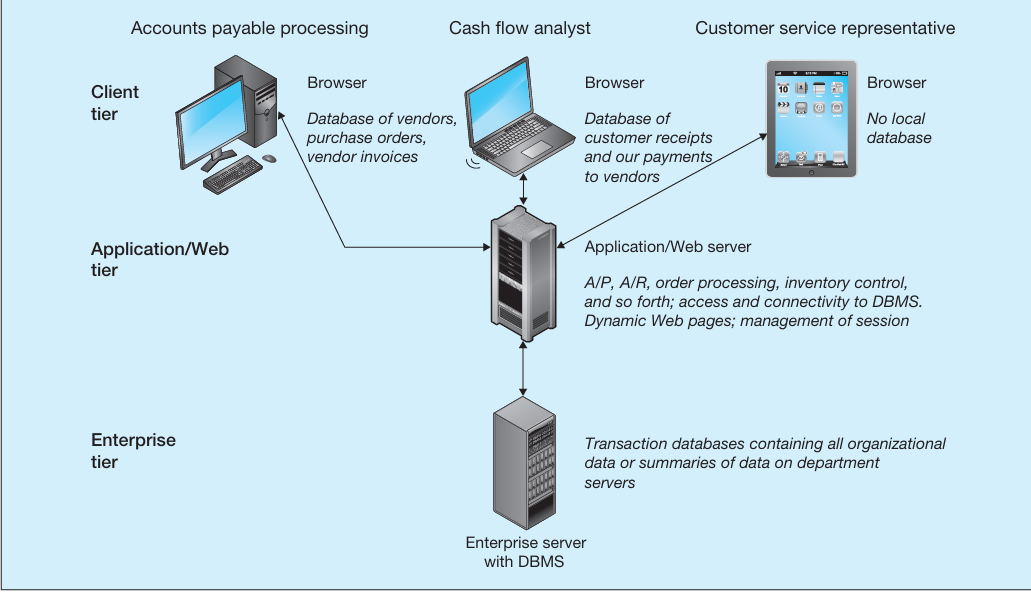 Accounts payable processing
Cash flow analyst
Customer service representative
Client
tier
Browser
Database of vendors,
purchase orders,
vendor invoices
Browser
Database of
customer receipts
and our payments
to vendors
Browser
No local
database
10
Application/Web
tier
Application/Web server
A/P, A/R, order processing, inventory control,
and so forth; access and connectivity to DBMS.
Dynamic Web pages; management of session
Enterprise
tier
Transaction databases containing all organizational
data or summaries of data on department
servers
Enterprise server
with DBMS